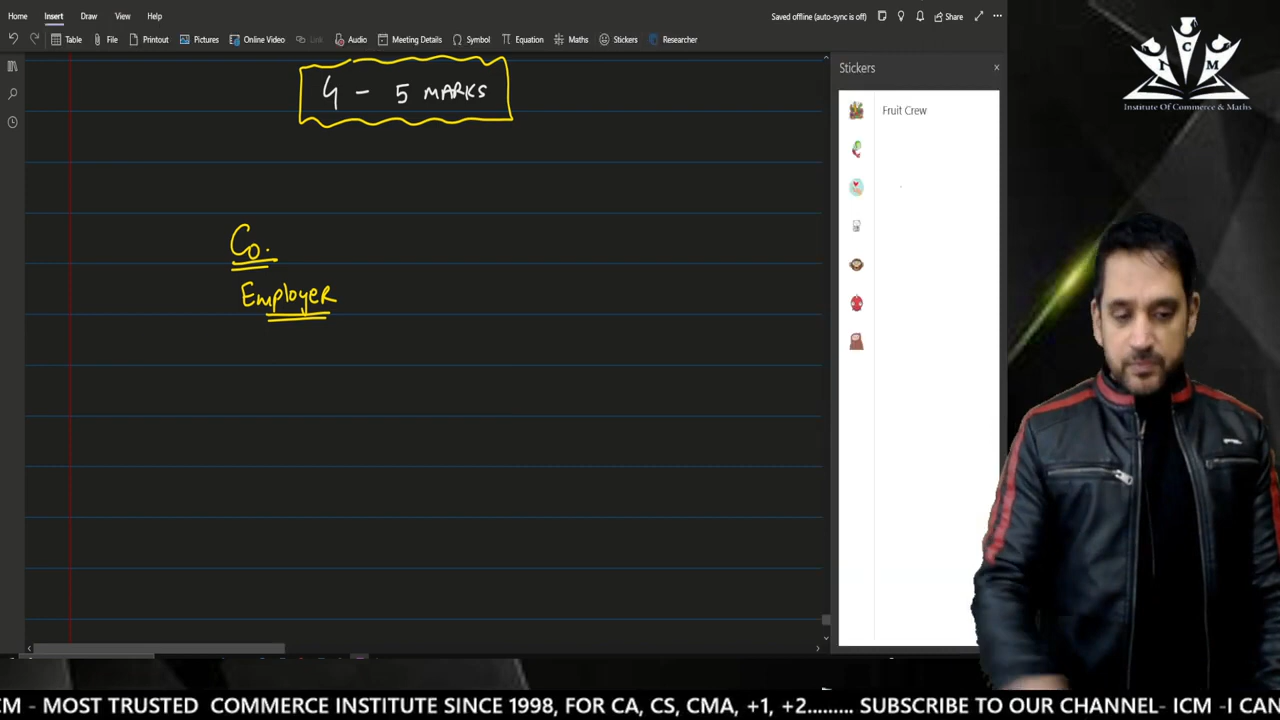 Home Insert Draw View Help Saved offline (auto-sync is off) Share
Table File Printout Pictures Online Video Link Audio Meeting Details Symbol Equation Maths Stickers Researcher
4 - 5 MARKS
Co.
Employer
Stickers
Fruit Crew
I C M
Institute Of Commerce & Maths
CM - MOST TRUSTED COMMERCE INSTITUTE SINCE 1998, FOR CA, CS, CMA, +1, +2......... SUBSCRIBE TO OUR CHANNEL- ICM -I CAN